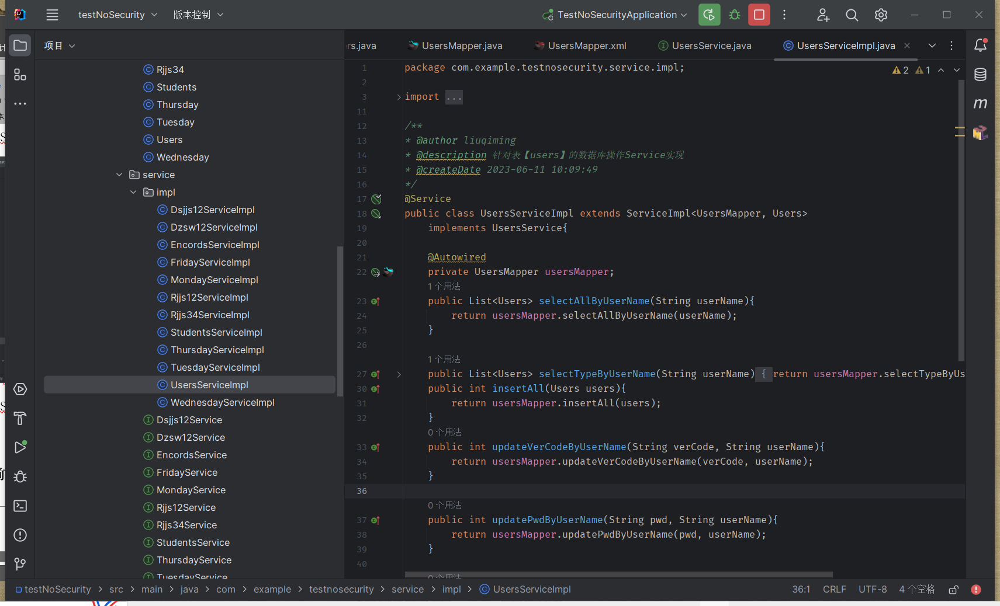 testNoSecurity
版本控制
TestNoSecurityApplication
项目
rs.java
UsersMapper.java
UsersMapper.xml
UsersService.java
UsersServiceImpl.java
Rjjs34
Students
Thursday
Tuesday
Users
Wednesday
service
impl
Dsjjs12ServiceImpl
Dzsw12ServiceImpl
EncordsServiceImpl
FridayServiceImpl
MondayServiceImpl
Rjjs12ServiceImpl
Rjjs34ServiceImpl
StudentsServiceImpl
ThursdayServiceImpl
TuesdayServiceImpl
UsersServiceImpl
WednesdayServiceImpl
Dsjjs12Service
Dzsw12Service
EncordsService
FridayService
MondayService
Rjjs12Service
Rjjs34Service
StudentsService
ThursdayService
TuesdayService
2 1
1 package com.example.testnosecurity.service.impl;
2
3 import ...
11
12 /**
13 * @author liuqiming
14 * @description 针对表【users】的数据库操作Service实现
15 * @createDate 2023-06-11 10:09:49
16 */
17 @Service
18 public class UsersServiceImpl extends ServiceImpl<UsersMapper, Users>
19 implements UsersService{
20
21 @Autowired
22 private UsersMapper usersMapper;
1 个用法
23 public List<Users> selectAllByUserName(String userName){
24 return usersMapper.selectAllByUserName(userName);
25 }
26
1 个用法
27 public List<Users> selectTypeByUserName(String userName) { return usersMapper.selectTypeByUs
30 public int insertAll(Users users){
31 return usersMapper.insertAll(users);
32 }
0 个用法
33 public int updateVerCodeByUserName(String verCode, String userName){
34 return usersMapper.updateVerCodeByUserName(verCode, userName);
35 }
36
0 个用法
37 public int updatePwdByUserName(String pwd, String userName){
38 return usersMapper.updatePwdByUserName(pwd, userName);
39 }
40
0 个用法
testNoSecurity > src > main > java > com > example > testnosecurity > service > impl > UsersServiceImpl
36:1 CRLF UTF-8 4 个空格